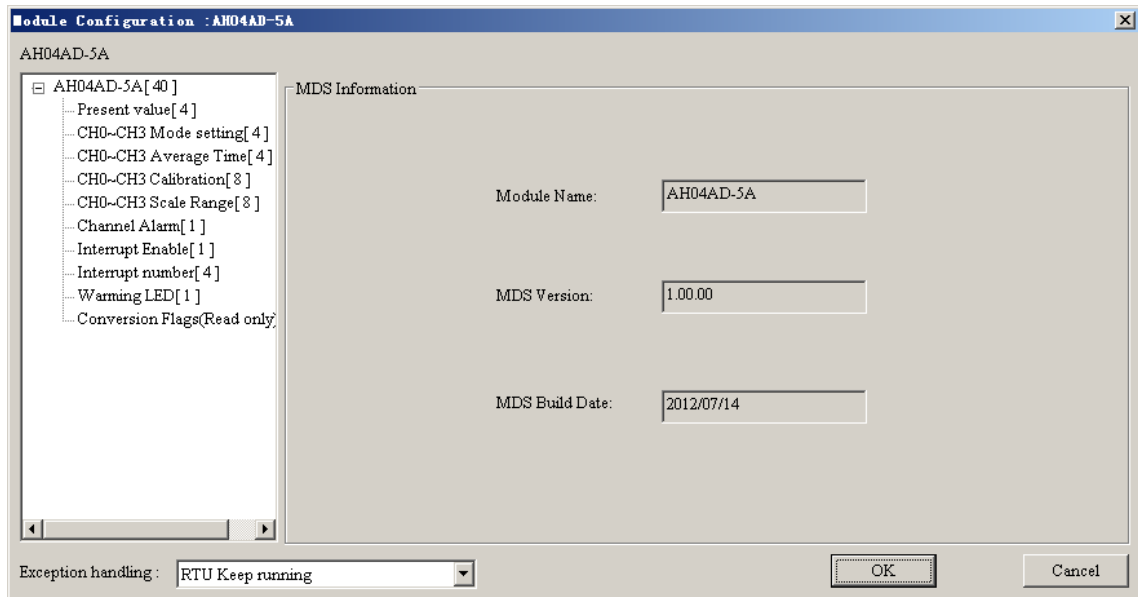 Module Configuration :AH04AD-5A
AH04AD-5A
AH04AD-5A[ 40 ]
Present value[ 4 ]
CH0~CH3 Mode setting[ 4 ]
CH0~CH3 Average Time[ 4 ]
CH0~CH3 Calibration[ 8 ]
CH0~CH3 Scale Range[ 8 ]
Channel Alarm[ 1 ]
Interrupt Enable[ 1 ]
Interrupt number[ 4 ]
Warming LED[ 1 ]
Conversion Flags(Read only)
MDS Information
Module Name: AH04AD-5A
MDS Version: 1.00.00
MDS Build Date: 2012/07/14
Exception handling : RTU Keep running
OK
Cancel